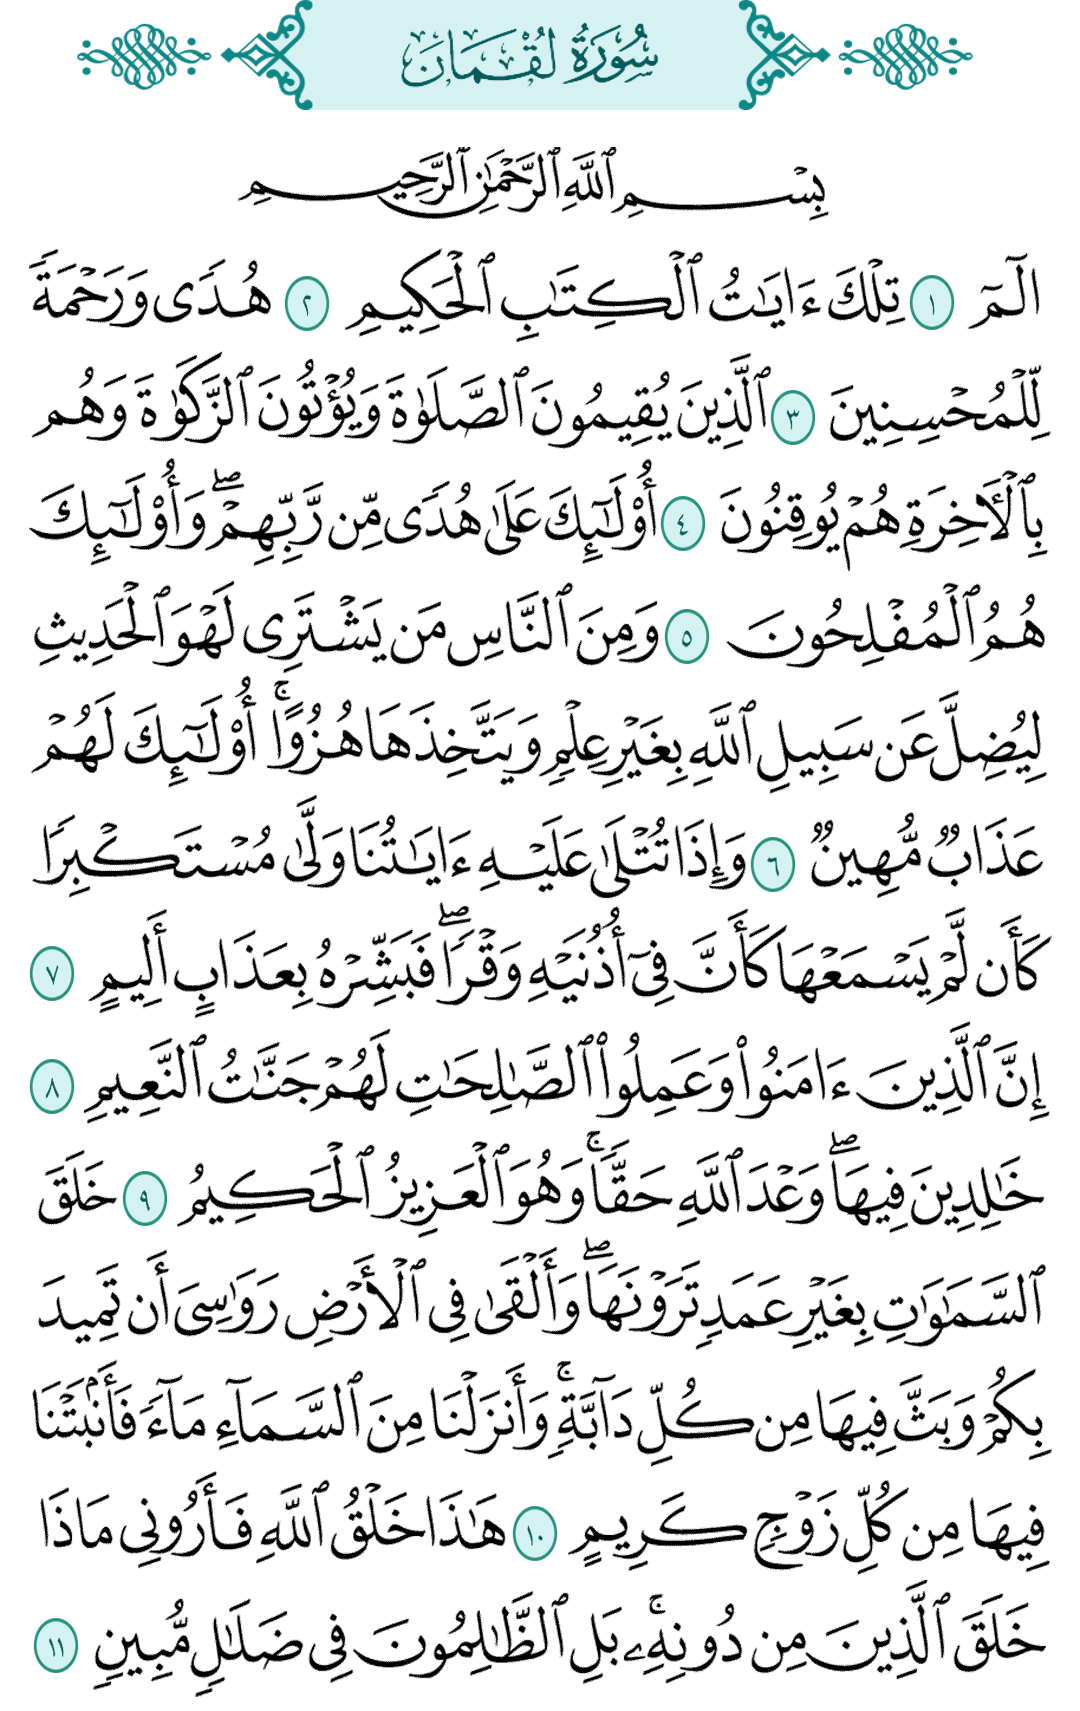 سُورَةُ لُقْمَان
بِسْمِ ٱللَّهِ ٱلرَّحْمَٰنِ ٱلرَّحِيمِ
الٓمٓ ١ تِلْكَ ءَايَٰتُ ٱلْكِتَٰبِ ٱلْحَكِيمِ ٢ هُدًى وَرَحْمَةً
لِّلْمُحْسِنِينَ ٣ ٱلَّذِينَ يُقِيمُونَ ٱلصَّلَوٰةَ وَيُؤْتُونَ ٱلزَّكَوٰةَ وَهُم
بِٱلْأَخِرَةِ هُمْ يُوقِنُونَ ٤ أُوْلَٰٓئِكَ عَلَىٰ هُدًى مِّن رَّبِّهِمْۖ وَأُوْلَٰٓئِكَ
هُمُ ٱلْمُفْلِحُونَ ٥ وَمِنَ ٱلنَّاسِ مَن يَشْتَرِى لَهْوَ ٱلْحَدِيثِ
لِيُضِلَّ عَن سَبِيلِ ٱللَّهِ بِغَيْرِ عِلْمٍ وَيَتَّخِذَهَا هُزُوًاۚ أُوْلَٰٓئِكَ لَهُمْ
عَذَابٌ مُّهِينٌ ٦ وَإِذَا تُتْلَىٰ عَلَيْهِ ءَايَٰتُنَا وَلَّىٰ مُسْتَكْبِرًا
كَأَن لَّمْ يَسْمَعْهَا كَأَنَّ فِىٓ أُذُنَيْهِ وَقْرًاۖ فَبَشِّرْهُ بِعَذَابٍ أَلِيمٍ ٧
إِنَّ ٱلَّذِينَ ءَامَنُوا۟ وَعَمِلُوا۟ ٱلصَّٰلِحَٰتِ لَهُمْ جَنَّٰتُ ٱلنَّعِيمِ ٨
خَٰلِدِينَ فِيهَاۖ وَعْدَ ٱللَّهِ حَقًّاۚ وَهُوَ ٱلْعَزِيزُ ٱلْحَكِيمُ ٩ خَلَقَ
ٱلسَّمَٰوَٰتِ بِغَيْرِ عَمَدٍ تَرَوْنَهَاۖ وَأَلْقَىٰ فِى ٱلْأَرْضِ رَوَٰسِىَ أَن تَمِيدَ
بِكُمْ وَبَثَّ فِيهَا مِن كُلِّ دَآبَّةٍۚ وَأَنزَلْنَا مِنَ ٱلسَّمَآءِ مَآءً فَأَنۢبَتْنَا
فِيهَا مِن كُلِّ زَوْجٍ كَرِيمٍ ١٠ هَٰذَا خَلْقُ ٱللَّهِ فَأَرُونِى مَاذَا
خَلَقَ ٱلَّذِينَ مِن دُونِهِۦۚ بَلِ ٱلظَّٰلِمُونَ فِى ضَلَٰلٍ مُّبِينٍ ١١